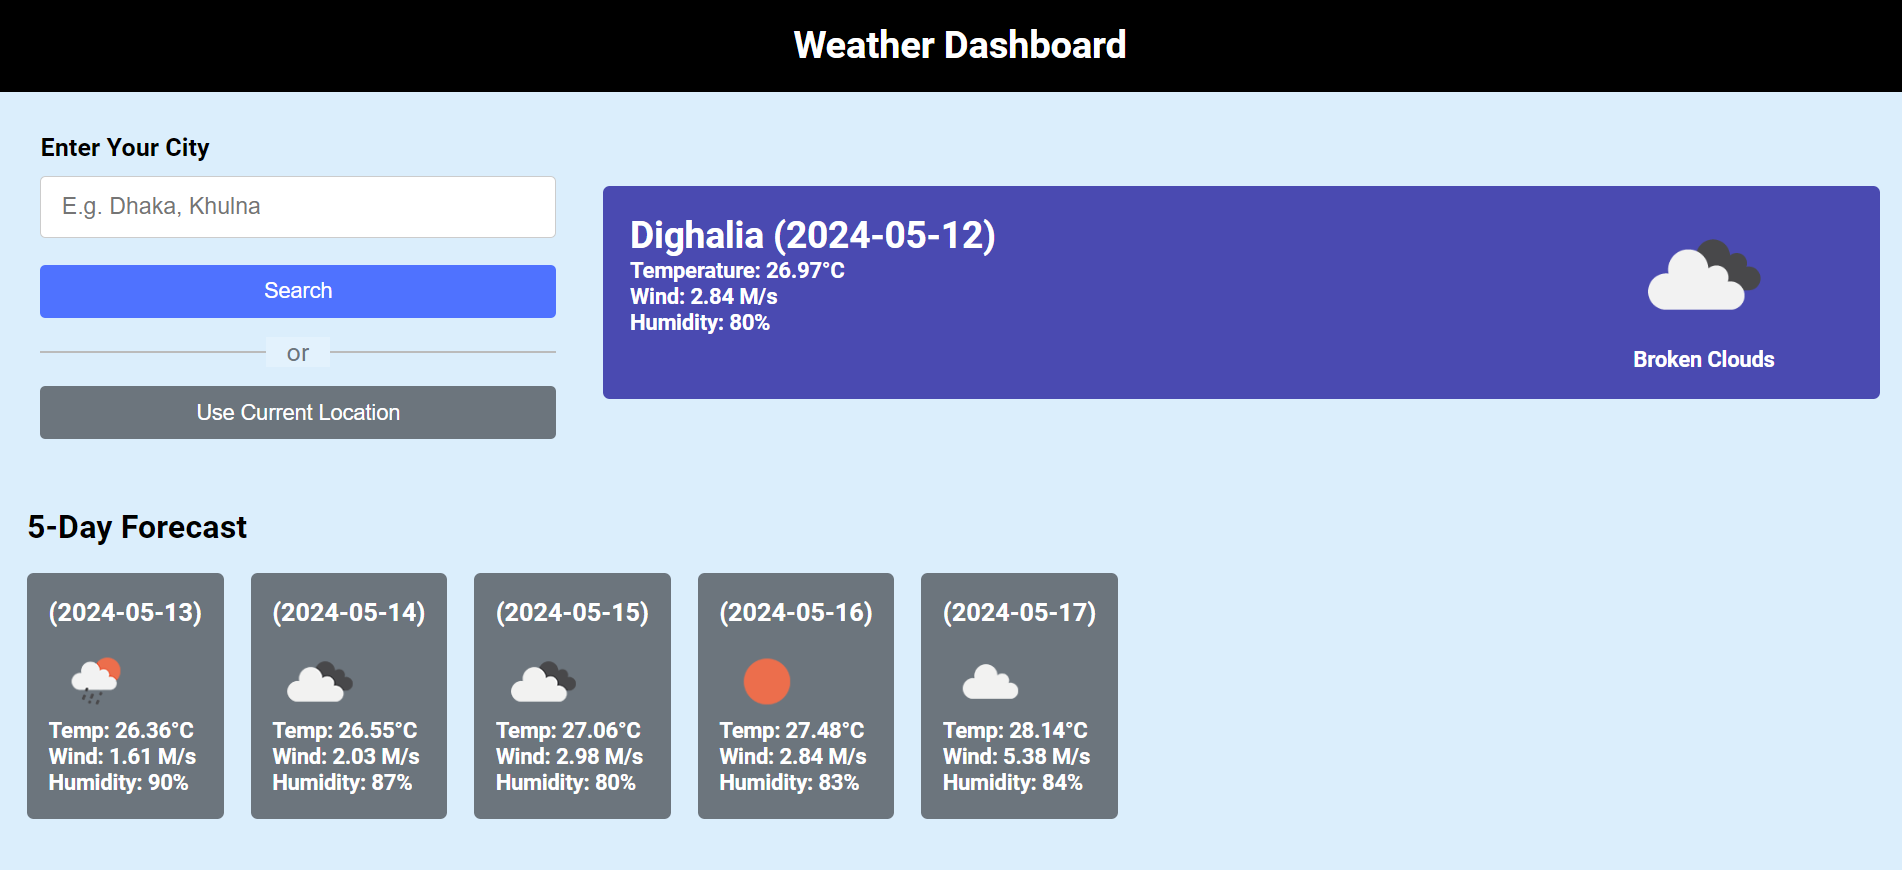 Weather Dashboard
Enter Your City
E.g. Dhaka, Khulna
Search
or
Use Current Location
Dighalia (2024-05-12)
Temperature: 26.97°C
Wind: 2.84 M/s
Humidity: 80%
Broken Clouds
5-Day Forecast
(2024-05-13)
Temp: 26.36°C
Wind: 1.61 M/s
Humidity: 90%
(2024-05-14)
Temp: 26.55°C
Wind: 2.03 M/s
Humidity: 87%
(2024-05-15)
Temp: 27.06°C
Wind: 2.98 M/s
Humidity: 80%
(2024-05-16)
Temp: 27.48°C
Wind: 2.84 M/s
Humidity: 83%
(2024-05-17)
Temp: 28.14°C
Wind: 5.38 M/s
Humidity: 84%